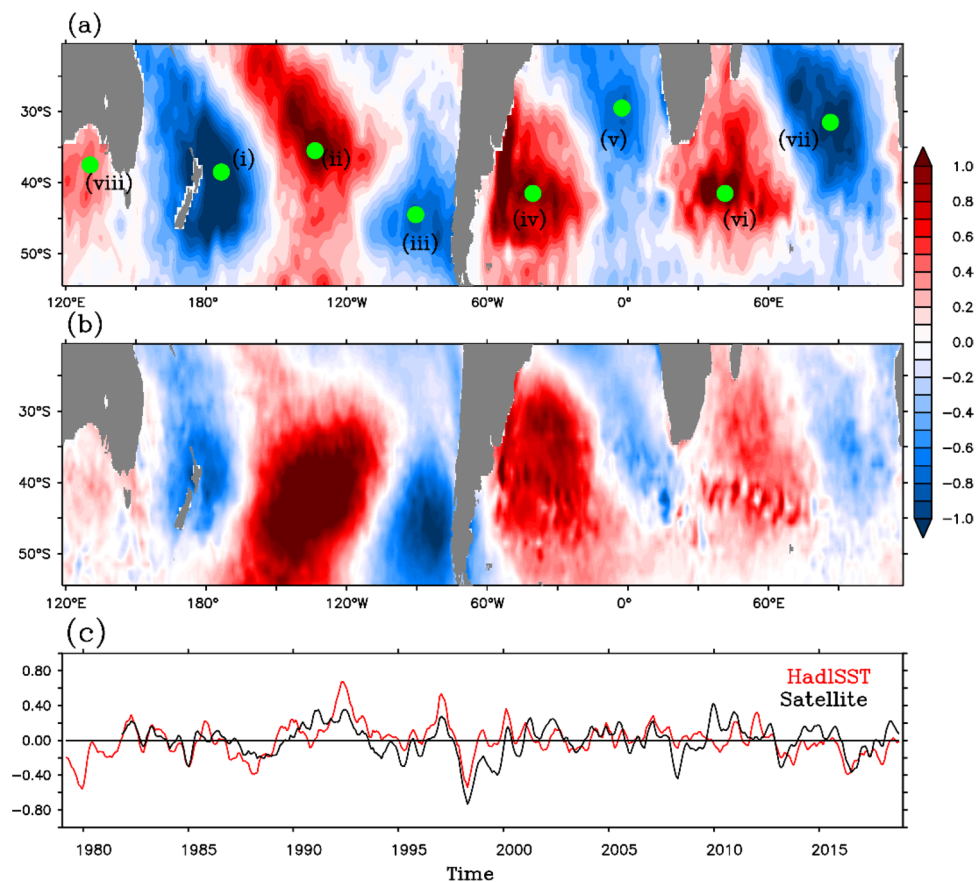 (a)
30°S
40°S
50°S
(i)
(ii)
(iii)
(iv)
(v)
(vi)
(vii)
(viii)
120°E
180°
120°W
60°W
0°
60°E
1.0
0.8
0.6
0.4
0.2
0.0
−0.2
−0.4
−0.6
−0.8
−1.0
(b)
30°S
40°S
50°S
120°E
180°
120°W
60°W
0°
60°E
(c)
0.80
0.40
0.00
−0.40
−0.80
HadISST
Satellite
1980
1985
1990
1995
2000
2005
2010
2015
Time